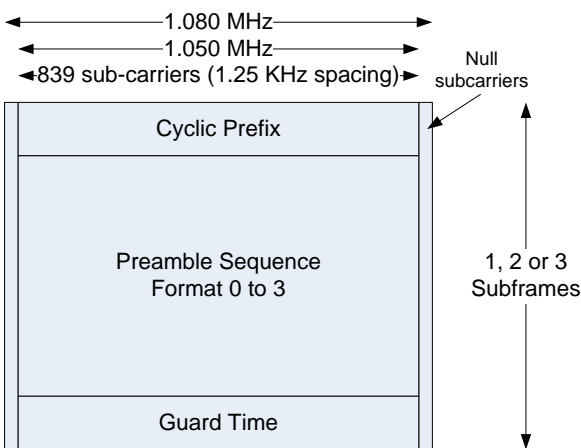 1.080 MHz
1.050 MHz
839 sub-carriers (1.25 KHz spacing)
Null
subcarriers
Cyclic Prefix
Preamble Sequence
Format 0 to 3
1, 2 or 3
Subframes
Guard Time